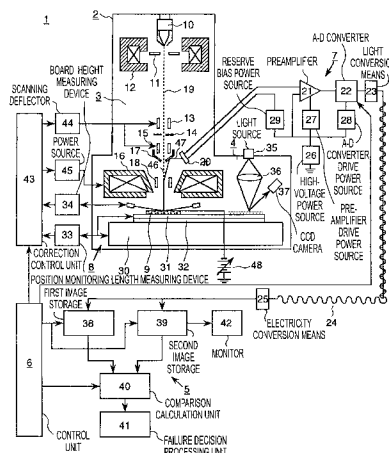 1
2
10
SCANNING DEFLECTOR
BOARD HEIGHT MEASURING DEVICE
POWER SOURCE
11
12
3
19
RESERVE BIAS POWER SOURCE
PREAMPLIFIER
A-D CONVERTER
7
LIGHT CONVERSION MEANS
21
22
23
44
15
13
14
17
47
18
46
20
LIGHT SOURCE
4
35
29
27
28
26
A-D CONVERTER DRIVE POWER SOURCE
PRE-AMPLIFIER DRIVE POWER SOURCE
HIGH-VOLTAGE POWER SOURCE
43
45
16
36
37
CCD CAMERA
34
33
8
30
9
31
32
48
CORRECTION CONTROL UNIT
POSITION MONITORING LENGTH MEASURING DEVICE
25
24
ELECTRICITY CONVERSION MEANS
FIRST IMAGE STORAGE
38
39
42
SECOND IMAGE STORAGE
MONITOR
6
40
5
COMPARISON CALCULATION UNIT
41
CONTROL UNIT
FAILURE DECISION PROCESSING UNIT